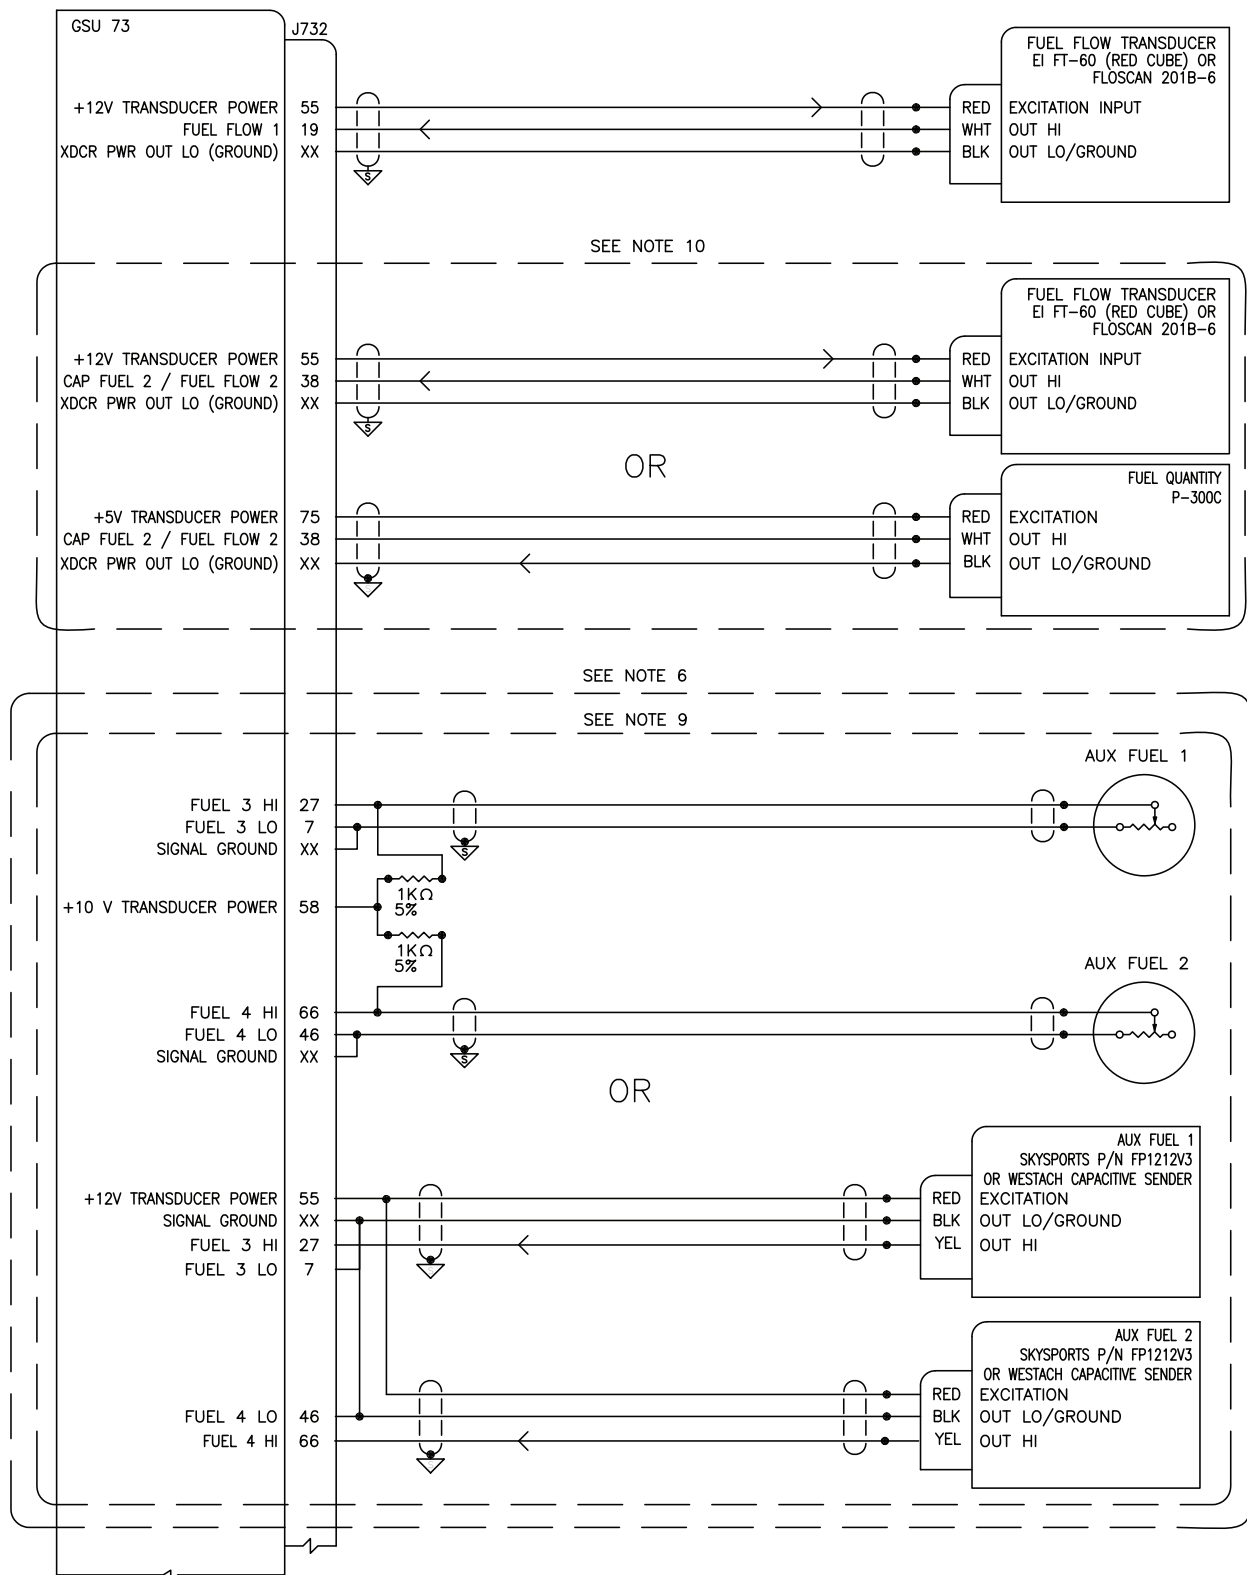 GSU 73
J732
FUEL FLOW TRANSDUCER
EI FT-60 (RED CUBE) OR
FLOSCAN 201B-6
+12V TRANSDUCER POWER 55 RED EXCITATION INPUT
FUEL FLOW 1 19 WHT OUT HI
XDCR PWR OUT LO (GROUND) XX BLK OUT LO/GROUND
S
SEE NOTE 10
FUEL FLOW TRANSDUCER
EI FT-60 (RED CUBE) OR
FLOSCAN 201B-6
+12V TRANSDUCER POWER 55 RED EXCITATION INPUT
CAP FUEL 2 / FUEL FLOW 2 38 WHT OUT HI
XDCR PWR OUT LO (GROUND) XX BLK OUT LO/GROUND
S
OR
FUEL QUANTITY
P-300C
+5V TRANSDUCER POWER 75 RED EXCITATION
CAP FUEL 2 / FUEL FLOW 2 38 WHT OUT HI
XDCR PWR OUT LO (GROUND) XX BLK OUT LO/GROUND
SEE NOTE 6
SEE NOTE 9
AUX FUEL 1
FUEL 3 HI 27
FUEL 3 LO 7
SIGNAL GROUND XX
S
1KΩ
5%
+10 V TRANSDUCER POWER 58
1KΩ
5%
AUX FUEL 2
FUEL 4 HI 66
FUEL 4 LO 46
SIGNAL GROUND XX
S
OR
AUX FUEL 1
SKYSPORTS P/N FP1212V3
OR WESTACH CAPACITIVE SENDER
+12V TRANSDUCER POWER 55 RED EXCITATION
SIGNAL GROUND XX BLK OUT LO/GROUND
FUEL 3 HI 27 YEL OUT HI
FUEL 3 LO 7
AUX FUEL 2
SKYSPORTS P/N FP1212V3
OR WESTACH CAPACITIVE SENDER
RED EXCITATION
FUEL 4 LO 46 BLK OUT LO/GROUND
FUEL 4 HI 66 YEL OUT HI